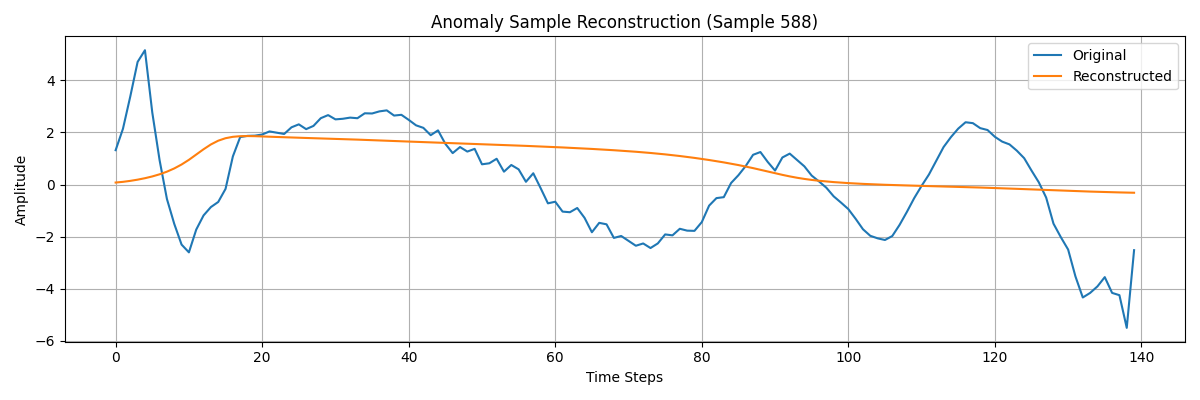 Anomaly Sample Reconstruction (Sample 588)
Original
Reconstructed
Amplitude
4
2
0
−2
−4
−6
0 20 40 60 80 100 120 140
Time Steps